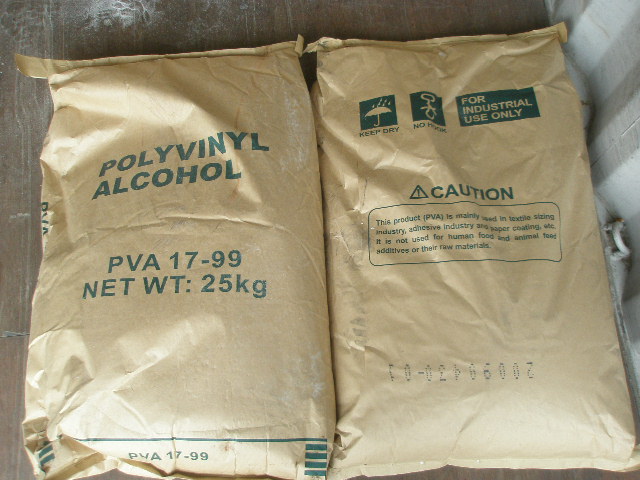 POLYVINYL
ALCOHOL
PVA 17-99
NET WT: 25kg
PVA 17-99
PVA
KEEP DRY
NO HOOK
FOR
INDUSTRIAL
USE ONLY
CAUTION
This product (PVA) is mainly used in textile sizing
industry, adhesive industry and paper coating, etc.
It is not used for human food and animal feed
additives or their raw materials.